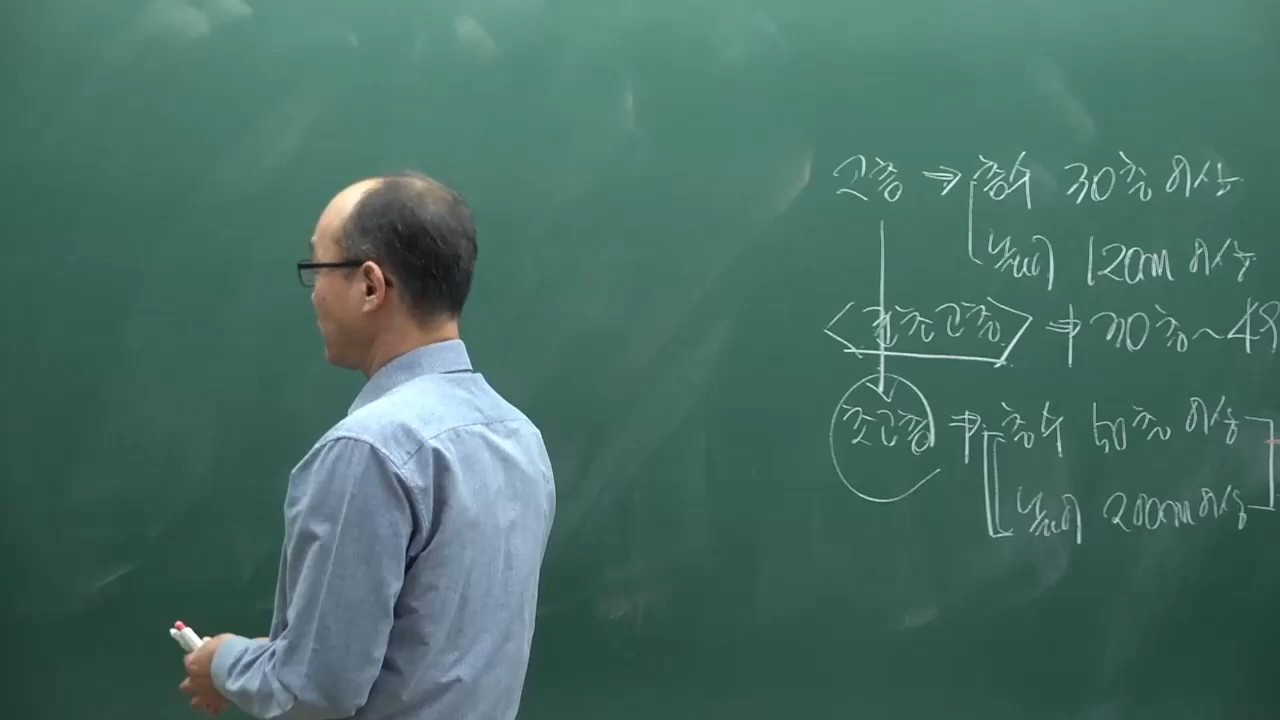 고층 ⇒ 층수 30층 이상
높이 120m 이상
준초고층 ⇒ 30층~49
초고층 ⇒ 층수 50층 이상
높이 200m 이상